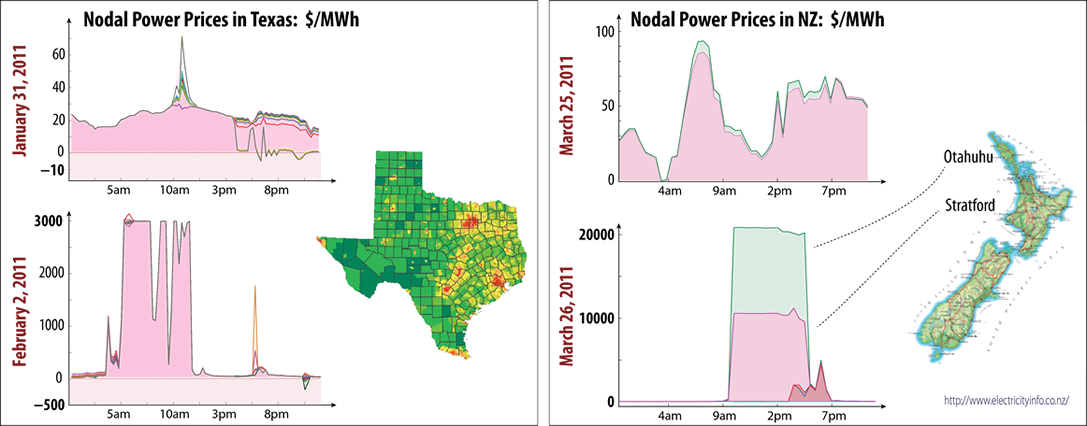 Nodal Power Prices in Texas: $/MWh
January 31, 2011
60
40
20
0
−10
5am 10am 3pm 8pm
February 2, 2011
3000
2000
1000
0
−500
5am 10am 3pm 8pm
Nodal Power Prices in NZ: $/MWh
March 25, 2011
100
50
0
4am 9am 2pm 7pm
Otahuhu
Stratford
March 26, 2011
20000
10000
0
4am 9am 2pm 7pm
http://www.electricityinfo.co.nz/